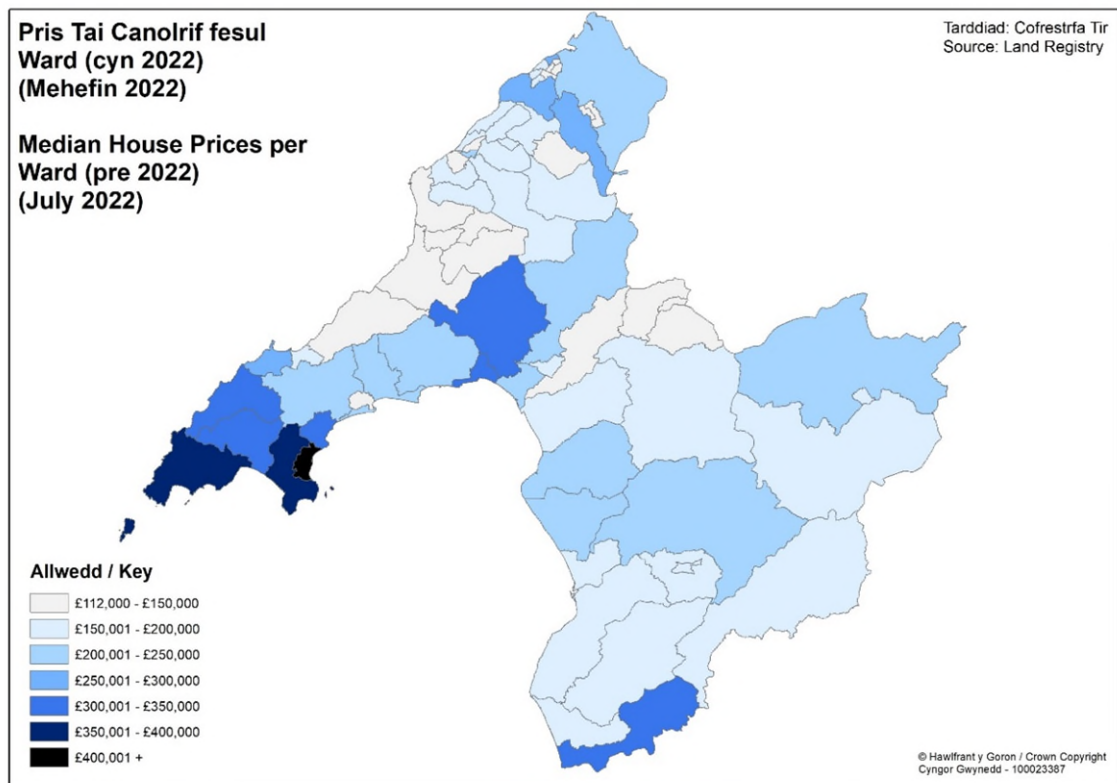 Pris Tai Canolrif fesul
Ward (cyn 2022)
(Mehefin 2022)
Median House Prices per
Ward (pre 2022)
(July 2022)
Tarddiad: Cofrestrfa Tir
Source: Land Registry
Allwedd / Key
£112,000 - £150,000
£150,001 - £200,000
£200,001 - £250,000
£250,001 - £300,000
£300,001 - £350,000
£350,001 - £400,000
£400,001 +
© Hawlfrant y Goron / Crown Copyright
Cyngor Gwynedd - 100023387